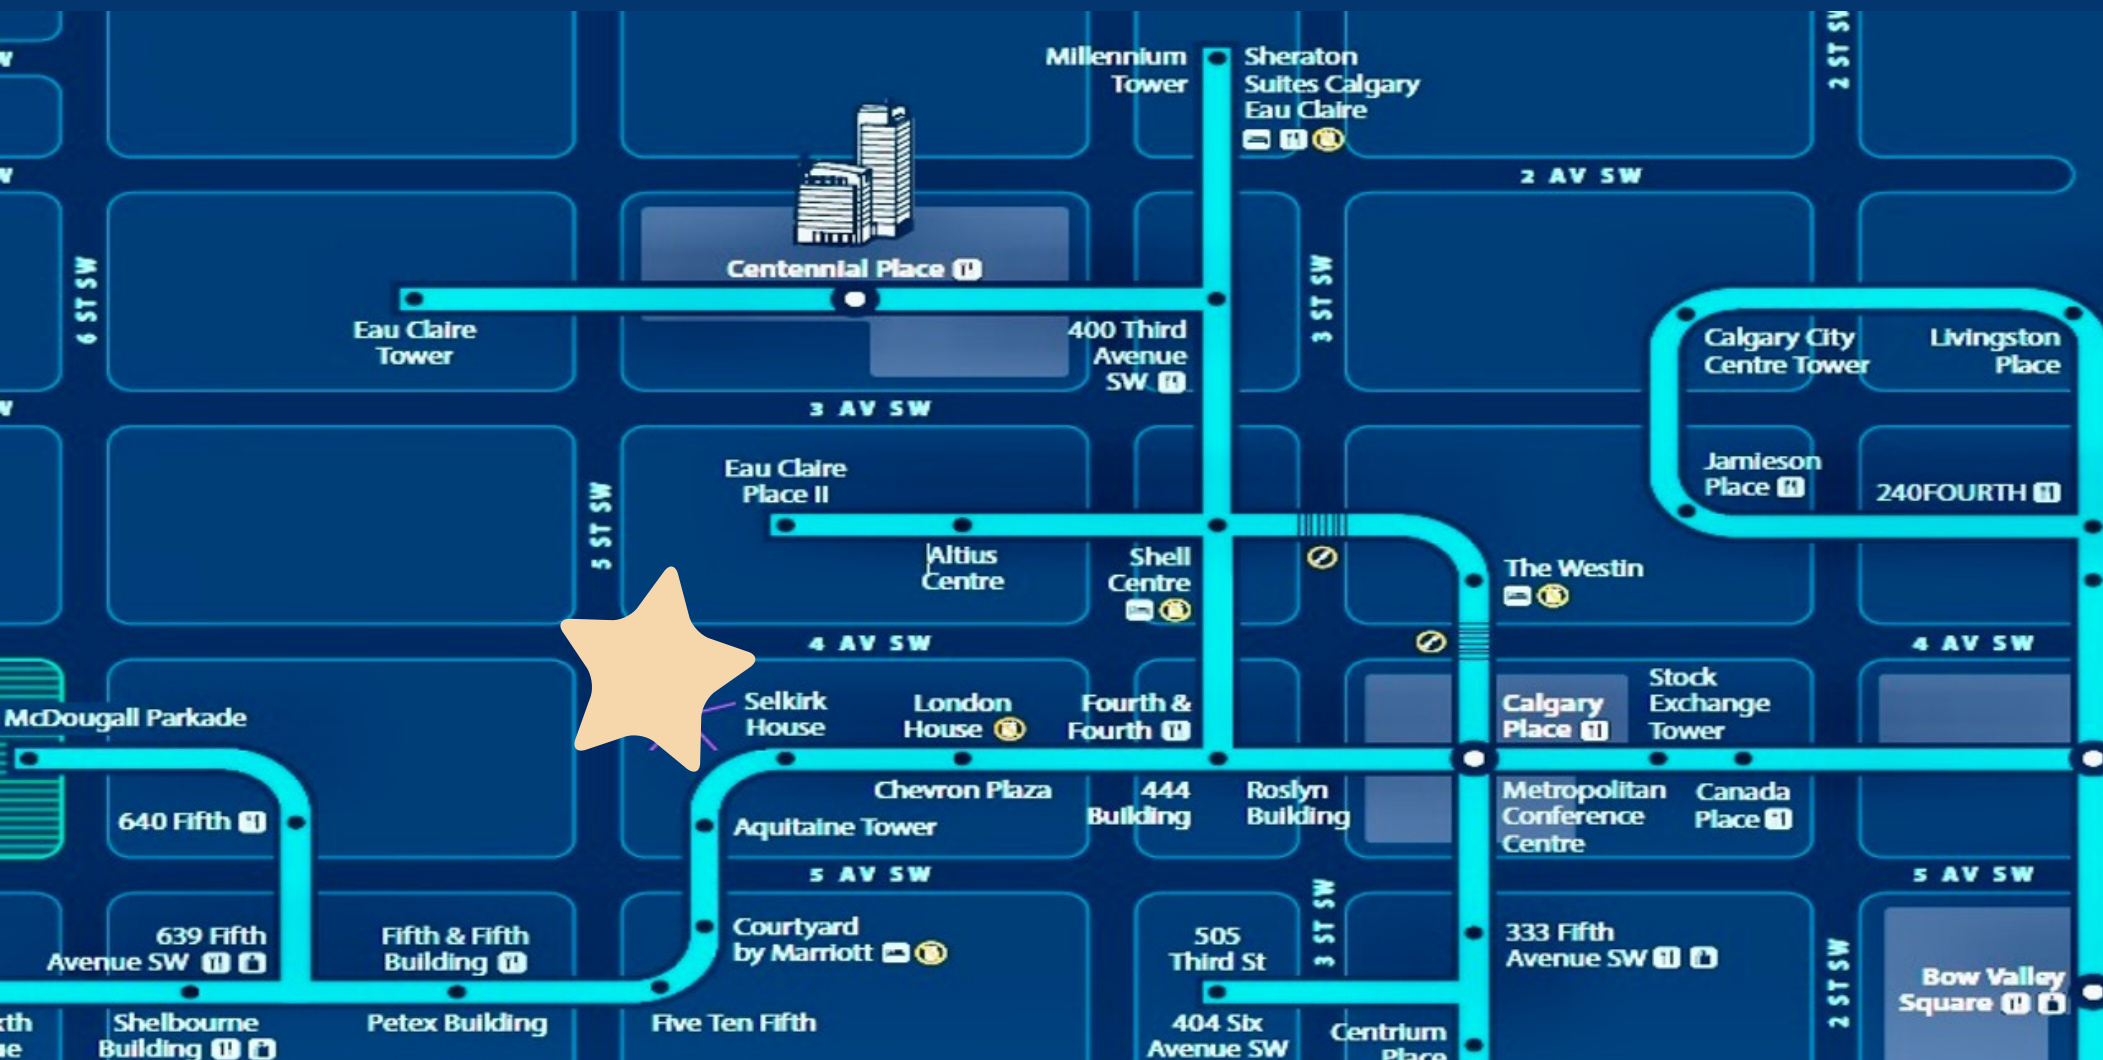 Millennium
Tower
Sheraton
Suites Calgary
Eau Claire
2 ST SW
2 AV SW
Centennial Place
6 ST SW
3 ST SW
Eau Claire
Tower
400 Third
Avenue
SW
Calgary City
Centre Tower
Livingston
Place
3 AV SW
Eau Claire
Place II
5 ST SW
Jamieson
Place
240FOURTH
Altius
Centre
Shell
Centre
The Westin
4 AV SW
4 AV SW
McDougall Parkade
Selkirk
House
London
House
Fourth &
Fourth
Calgary
Place
Stock
Exchange
Tower
640 Fifth
Chevron Plaza
444
Building
Roslyn
Building
Metropolitan
Conference
Centre
Canada
Place
Aquitaine Tower
5 AV SW
5 AV SW
639 Fifth
Avenue SW
Fifth & Fifth
Building
Courtyard
by Marriott
505
Third St
3 ST SW
333 Fifth
Avenue SW
2 ST SW
Bow Valley
Square
Shelbourne
Building
Petex Building
Five Ten Fifth
404 Six
Avenue SW
Centrium
Place